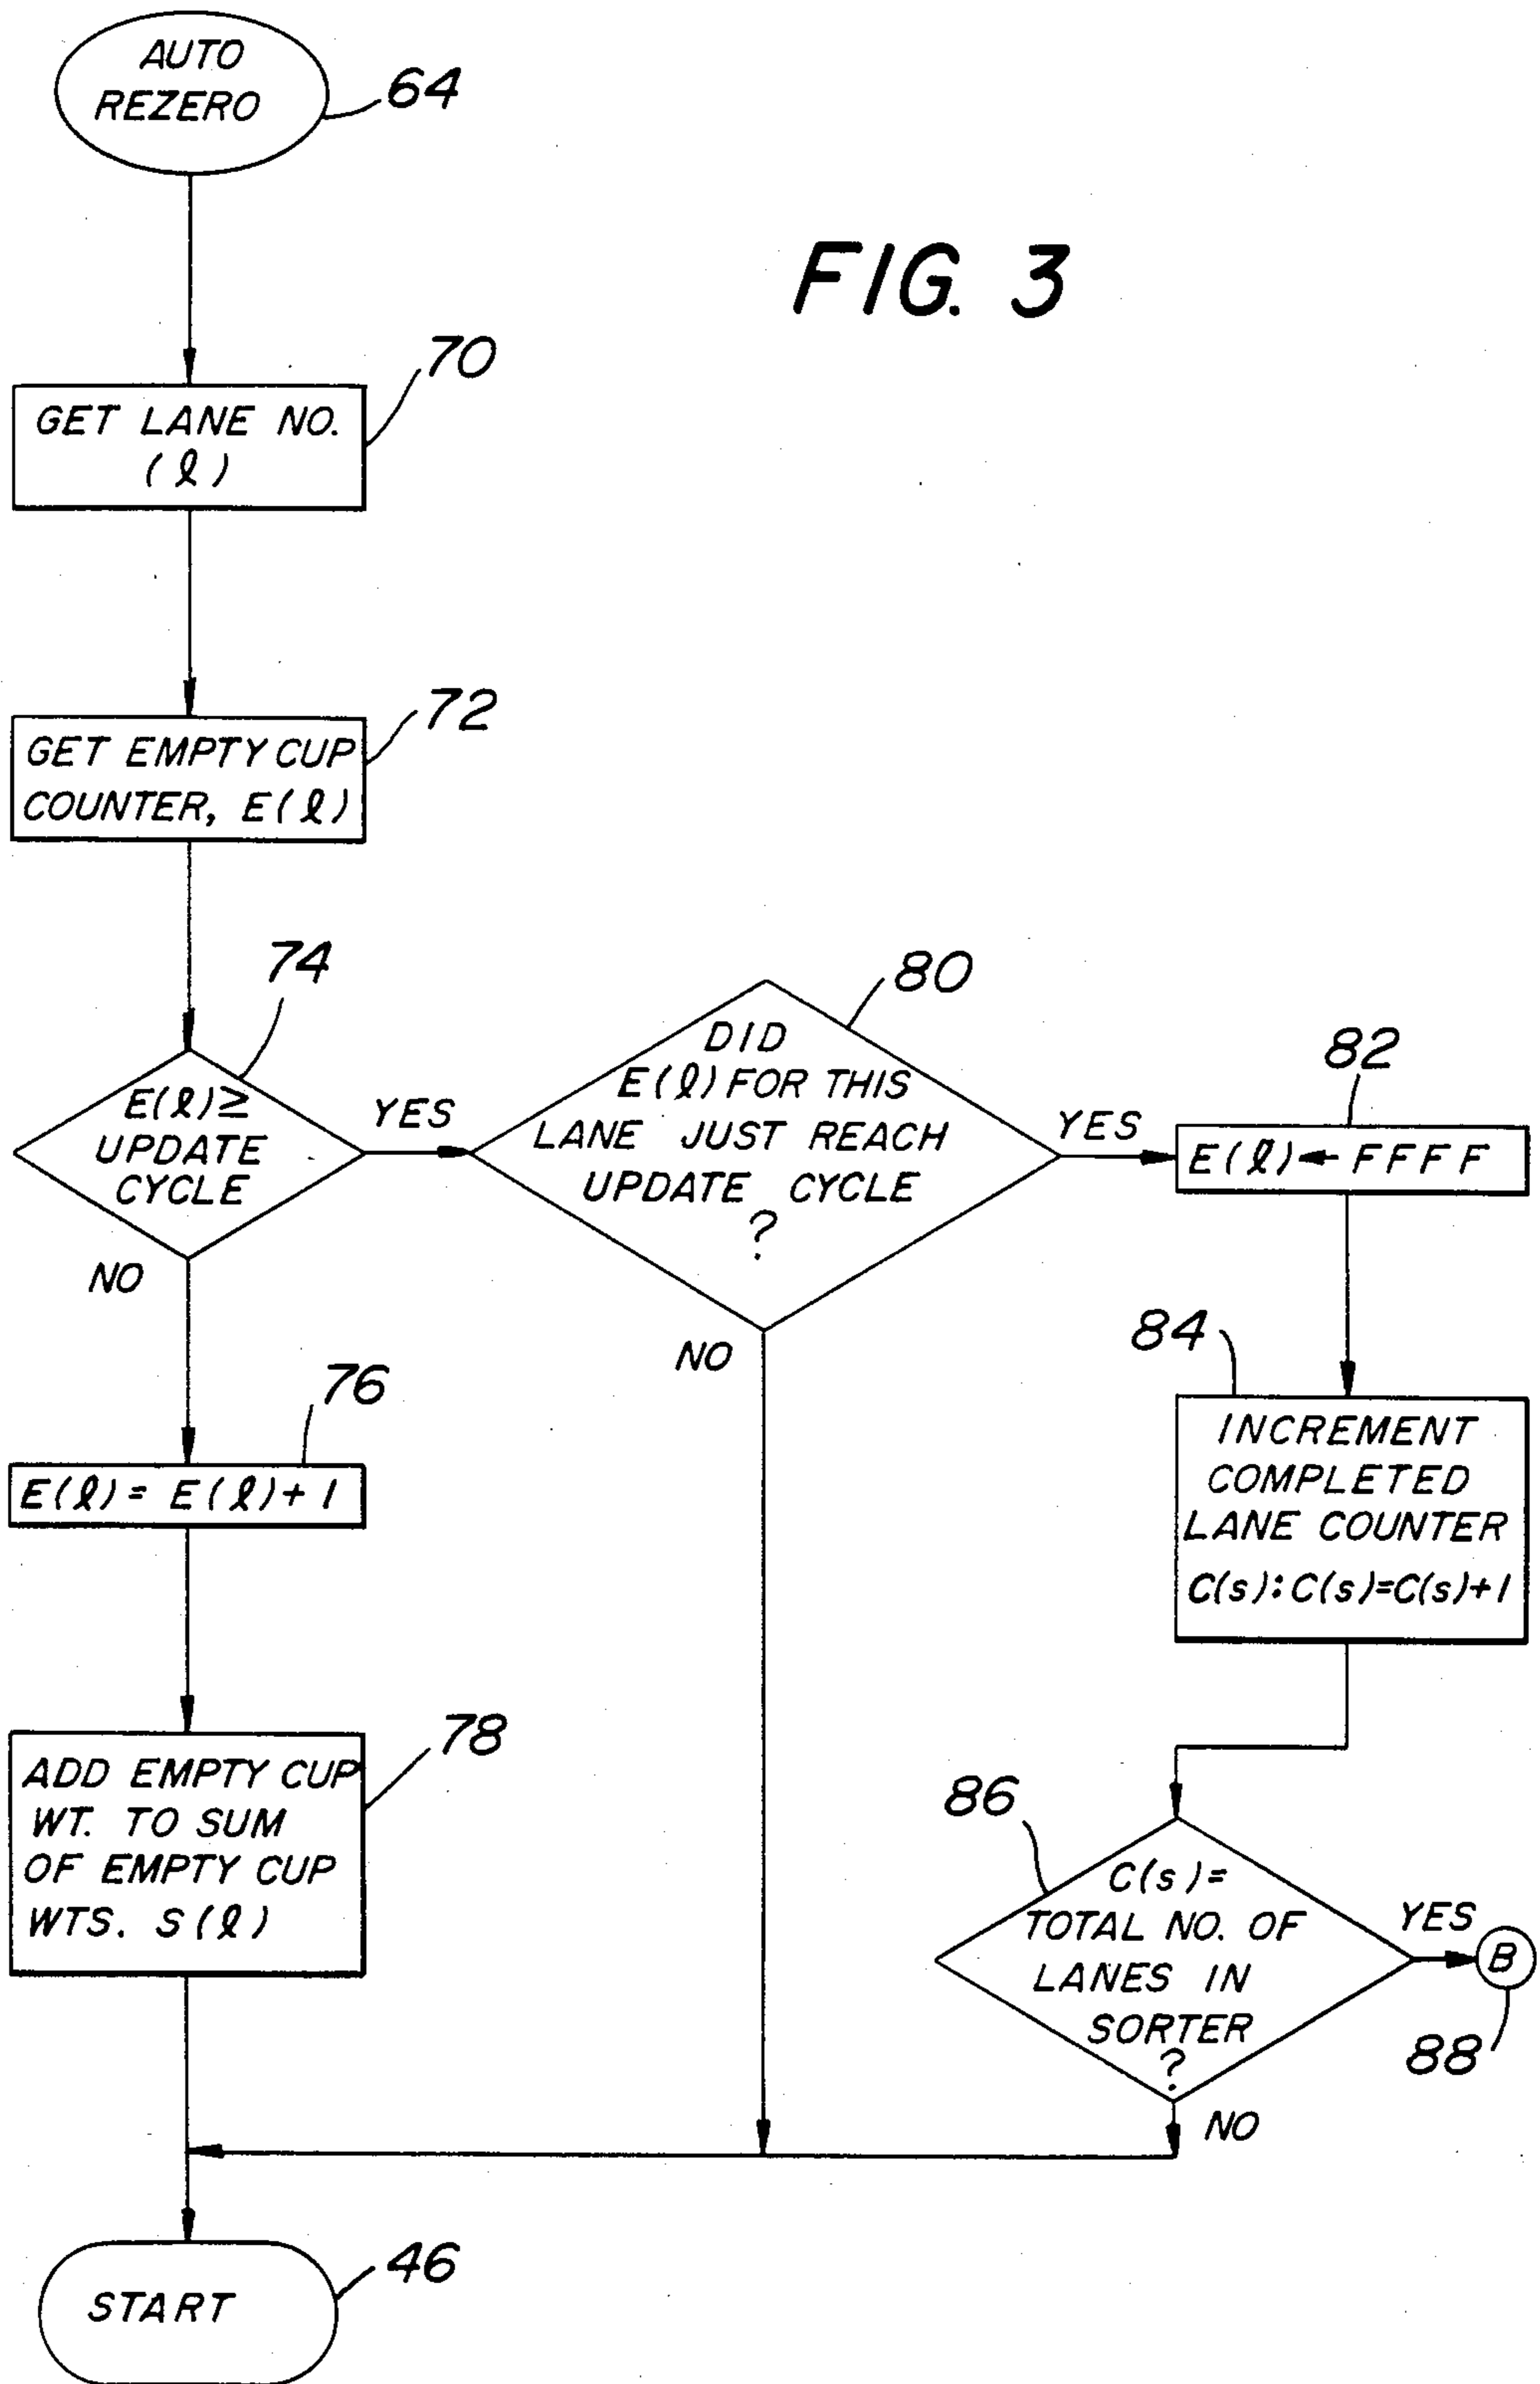 AUTO
REZERO
64
FIG. 3
70
GET LANE NO.
(ℓ)
72
GET EMPTY CUP
COUNTER, E(ℓ)
74
E(ℓ)≥
UPDATE
CYCLE
YES
NO
80
DID
E(ℓ) FOR THIS
LANE JUST REACH
UPDATE CYCLE
?
YES
NO
82
E(ℓ)←FFFF
84
INCREMENT
COMPLETED
LANE COUNTER
C(s):C(s)=C(s)+1
76
E(ℓ)= E(ℓ)+1
78
ADD EMPTY CUP
WT. TO SUM
OF EMPTY CUP
WTS. S(ℓ)
86
C(s)=
TOTAL NO. OF
LANES IN
SORTER
?
YES
B
88
NO
START
46